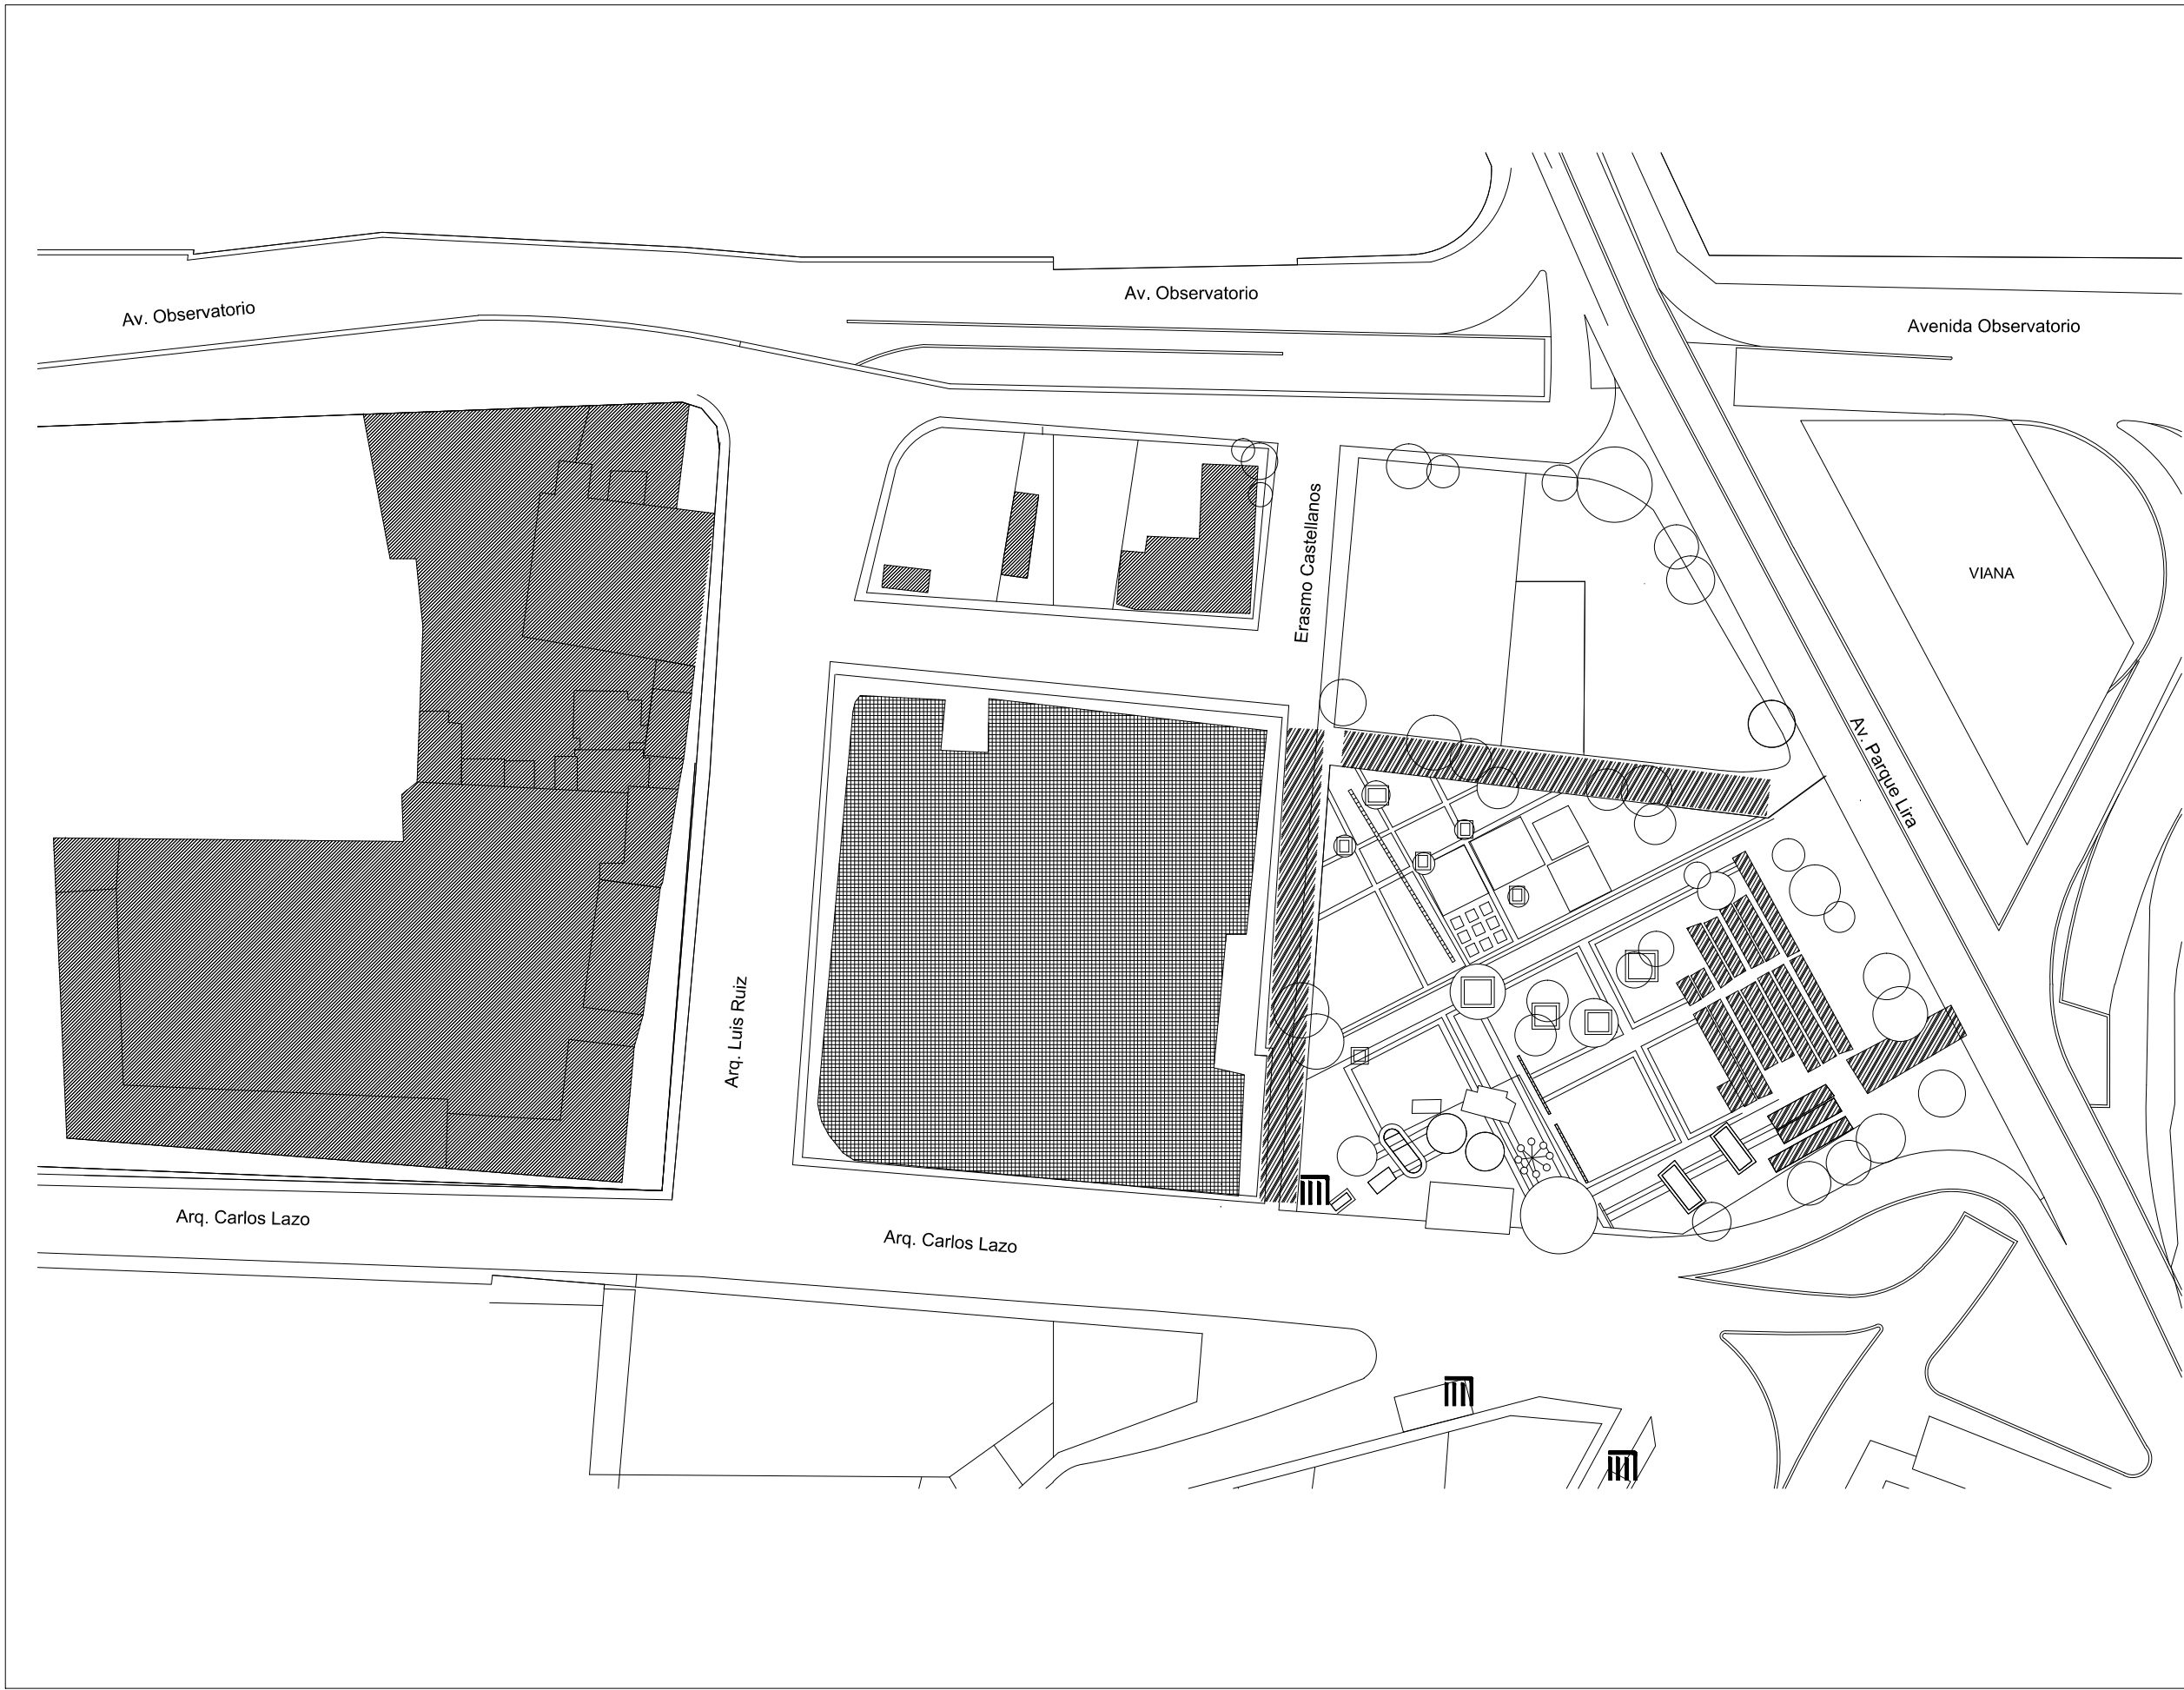 Av. Observatorio
Av. Observatorio
Avenida Observatorio
Erasmo Castellanos
VIANA
Av. Parque Lira
Arq. Luis Ruiz
Arq. Carlos Lazo
Arq. Carlos Lazo